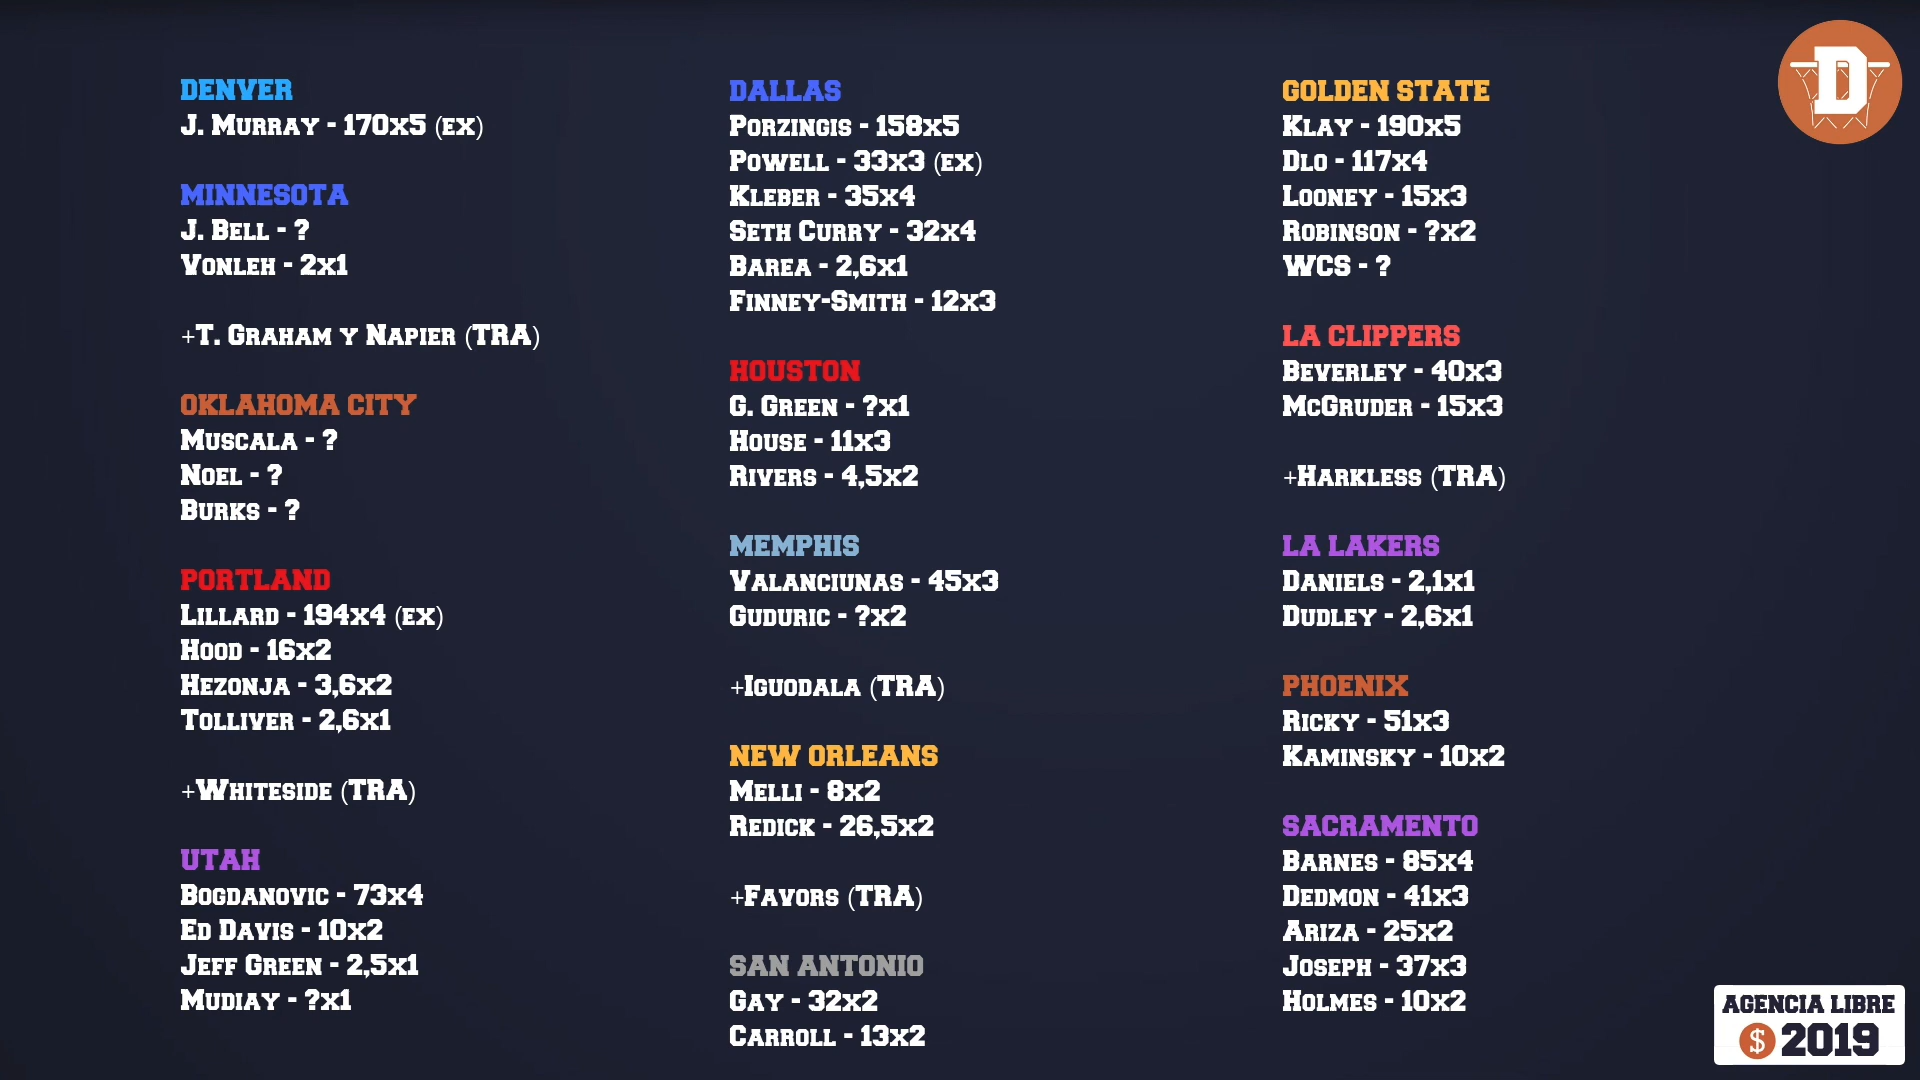 DENVER
J. MURRAY - 170X5 (EX)
MINNESOTA
J. BELL - ?
VONLEH - 2X1
+T. GRAHAM Y NAPIER (TRA)
OKLAHOMA CITY
MUSCALA - ?
NOEL - ?
BURKS - ?
PORTLAND
LILLARD - 194X4 (EX)
HOOD - 16X2
HEZONJA - 3,6X2
TOLLIVER - 2,6X1
+WHITESIDE (TRA)
UTAH
BOGDANOVIC - 73X4
ED DAVIS - 10X2
JEFF GREEN - 2,5X1
MUDIAY - ?X1
DALLAS
PORZINGIS - 158X5
POWELL - 33X3 (EX)
KLEBER - 35X4
SETH CURRY - 32X4
BAREA - 2,6X1
FINNEY-SMITH - 12X3
HOUSTON
G. GREEN - ?X1
HOUSE - 11X3
RIVERS - 4,5X2
MEMPHIS
VALANCIUNAS - 45X3
GUDURIC - ?X2
+IGUODALA (TRA)
NEW ORLEANS
MELLI - 8X2
REDICK - 26,5X2
+FAVORS (TRA)
SAN ANTONIO
GAY - 32X2
CARROLL - 13X2
GOLDEN STATE
KLAY - 190X5
DLO - 117X4
LOONEY - 15X3
ROBINSON - ?X2
WCS - ?
LA CLIPPERS
BEVERLEY - 40X3
MCGRUDER - 15X3
+HARKLESS (TRA)
LA LAKERS
DANIELS - 2,1X1
DUDLEY - 2,6X1
PHOENIX
RICKY - 51X3
KAMINSKY - 10X2
SACRAMENTO
BARNES - 85X4
DEDMON - 41X3
ARIZA - 25X2
JOSEPH - 37X3
HOLMES - 10X2
D
AGENCIA LIBRE
$ 2019